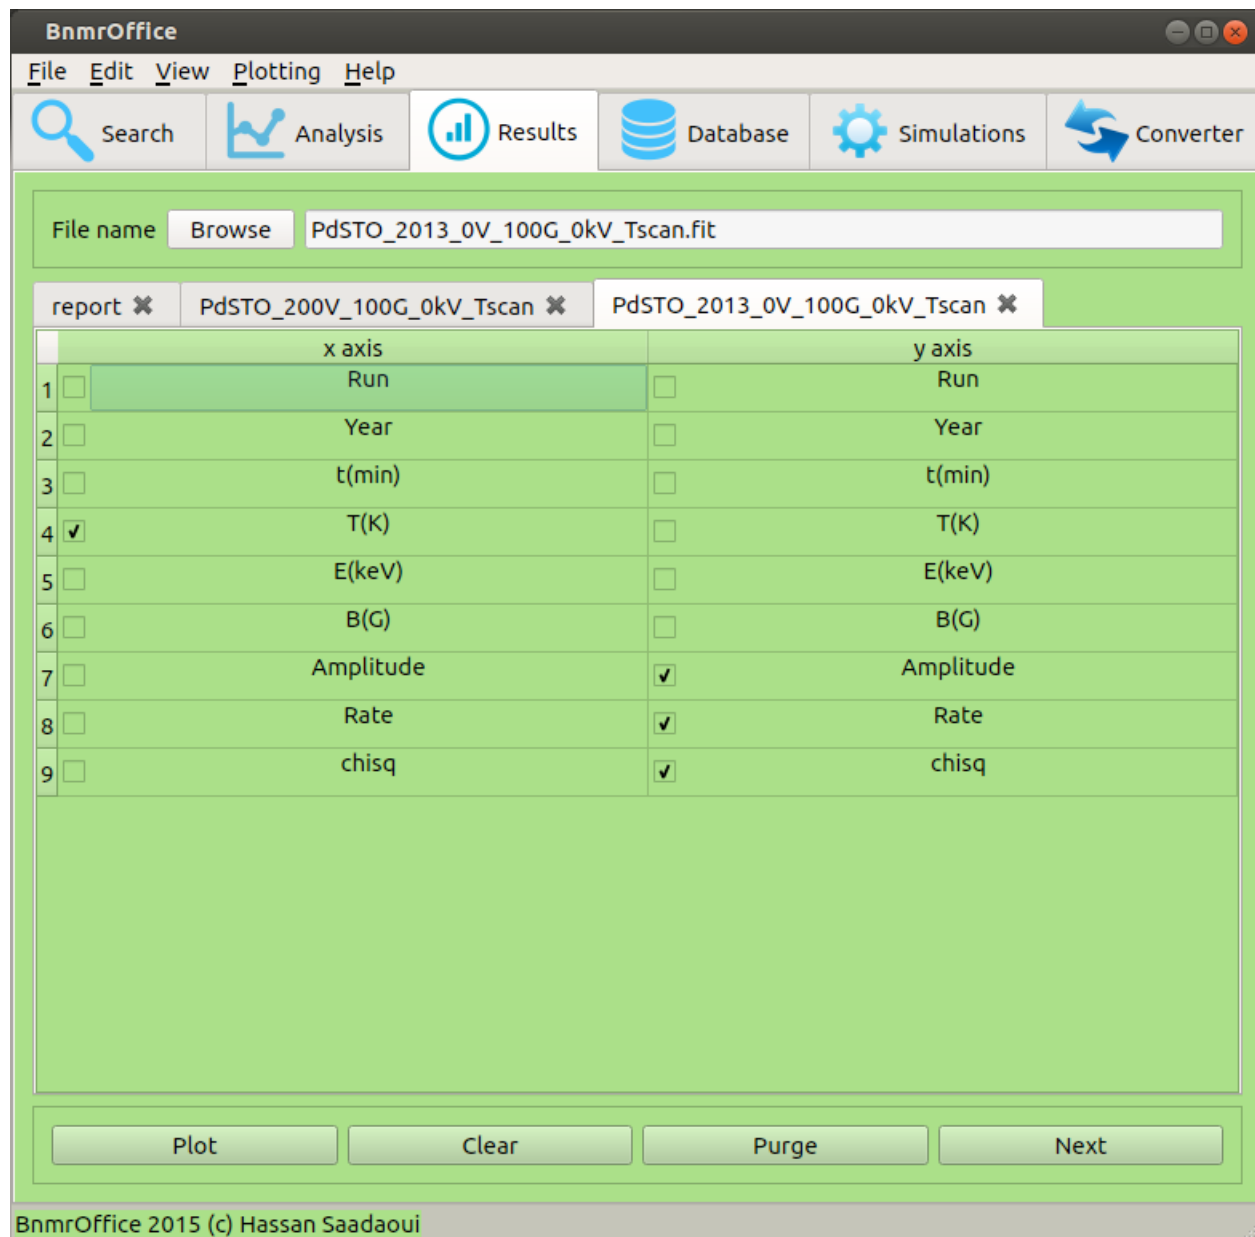 BnmrOffice
File Edit View Plotting Help
Search Analysis Results Database Simulations Converter
File name Browse PdSTO_2013_0V_100G_0kV_Tscan.fit
report PdSTO_200V_100G_0kV_Tscan PdSTO_2013_0V_100G_0kV_Tscan
x axis y axis
1 Run Run
2 Year Year
3 t(min) t(min)
4 T(K) T(K)
5 E(keV) E(keV)
6 B(G) B(G)
7 Amplitude Amplitude
8 Rate Rate
9 chisq chisq
Plot Clear Purge Next
BnmrOffice 2015 (c) Hassan Saadaoui